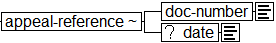 doc-number
appeal-reference ~
? date